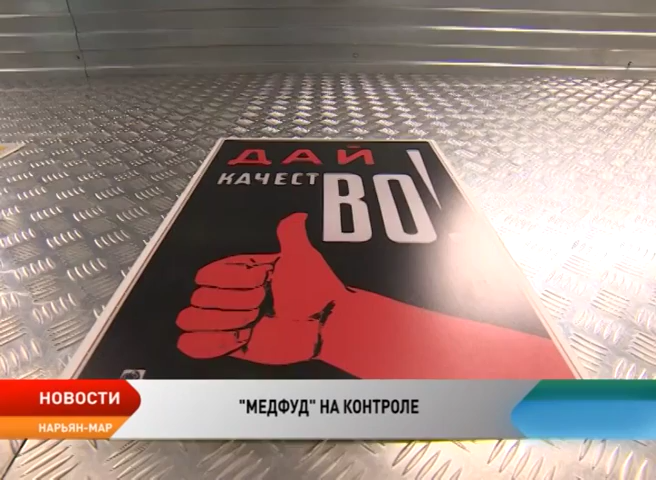 ДАЙ
КАЧЕСТВО!
НОВОСТИ
"МЕДФУД" НА КОНТРОЛЕ
НАРЬЯН-МАР